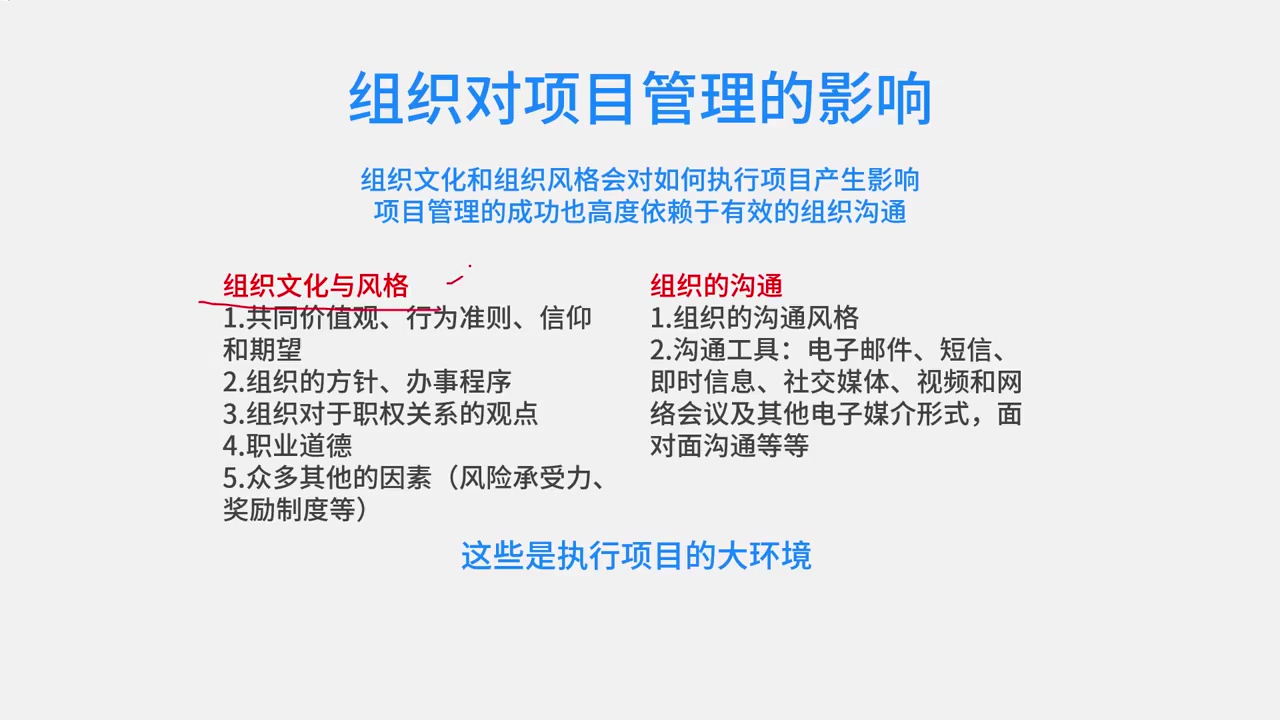 组织对项目管理的影响
组织文化和组织风格会对如何执行项目产生影响
项目管理的成功也高度依赖于有效的组织沟通
组织文化与风格
1.共同价值观、行为准则、信仰
和期望
2.组织的方针、办事程序
3.组织对于职权关系的观点
4.职业道德
5.众多其他的因素（风险承受力、
奖励制度等）
组织的沟通
1.组织的沟通风格
2.沟通工具：电子邮件、短信、
即时信息、社交媒体、视频和网
络会议及其他电子媒介形式，面
对面沟通等等
这些是执行项目的大环境